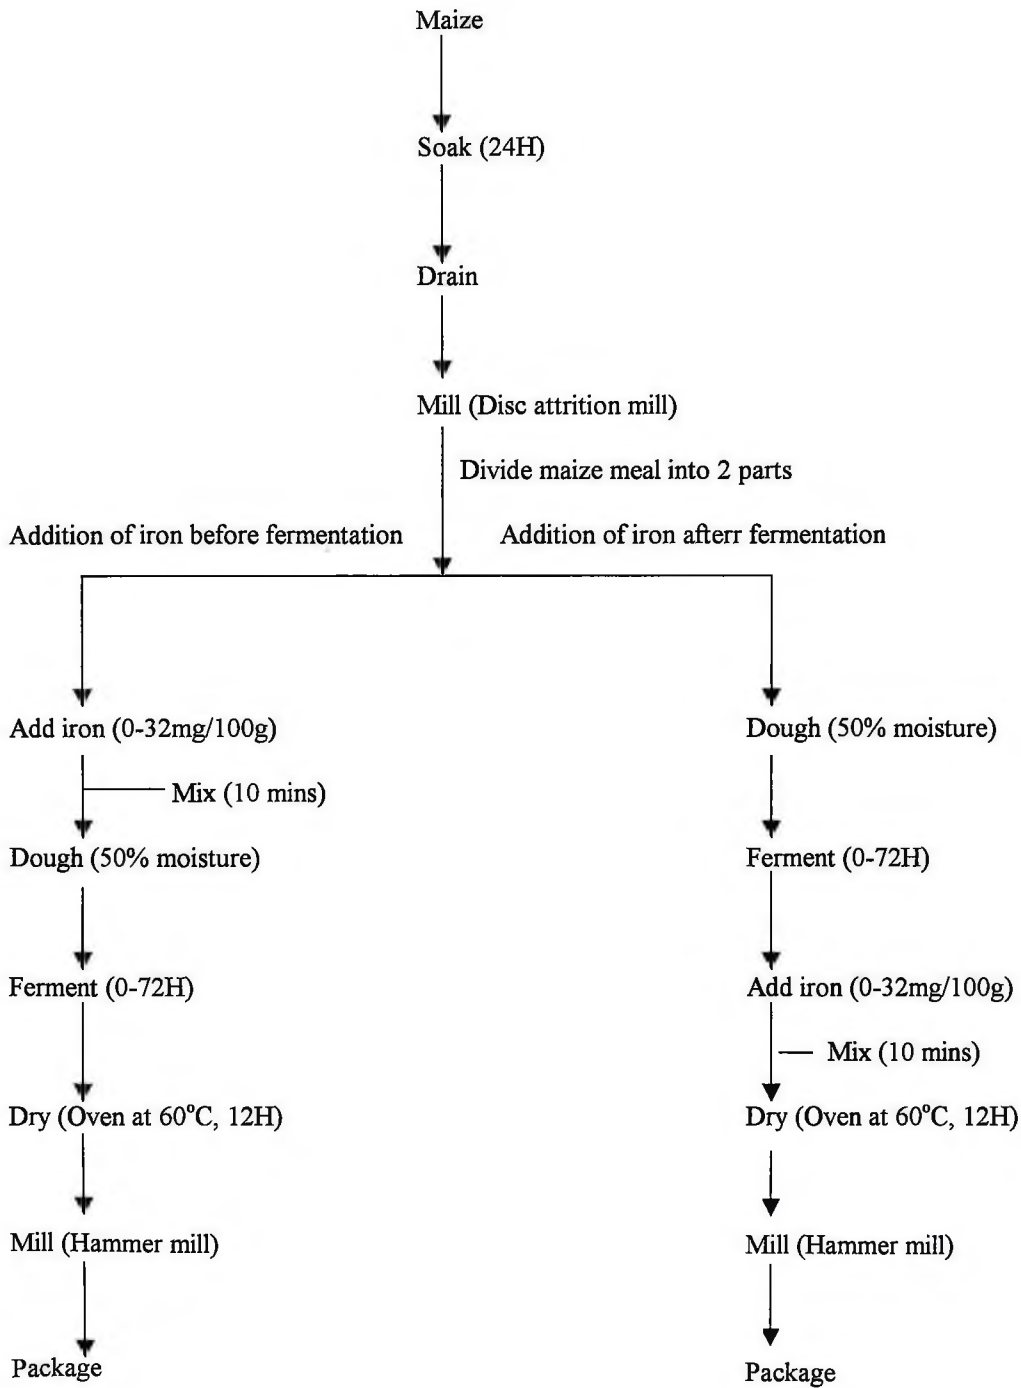 Maize
Soak (24H)
Drain
Mill (Disc attrition mill)
Divide maize meal into 2 parts
Addition of iron before fermentation
Addition of iron afterr fermentation
Add iron (0-32mg/100g)
Mix (10 mins)
Dough (50% moisture)
Ferment (0-72H)
Dry (Oven at 60°C, 12H)
Mill (Hammer mill)
Package
Dough (50% moisture)
Ferment (0-72H)
Add iron (0-32mg/100g)
Mix (10 mins)
Dry (Oven at 60°C, 12H)
Mill (Hammer mill)
Package